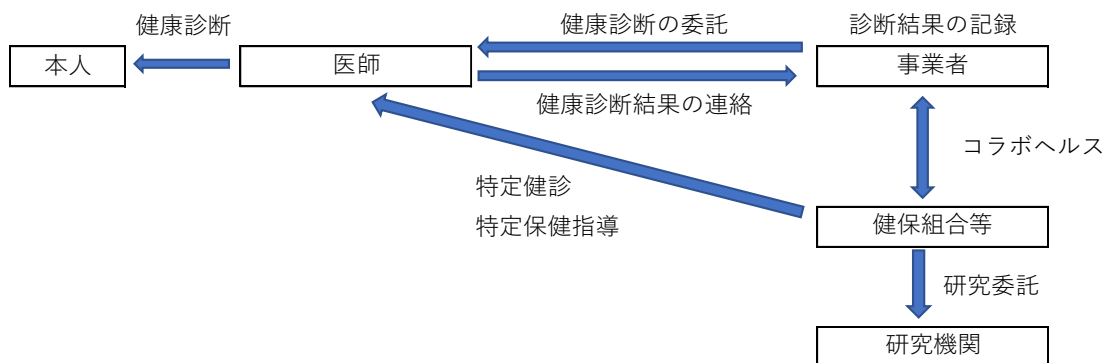 健康診断
健康診断の委託
診断結果の記録
本人
医師
事業者
健康診断結果の連絡
コラボヘルス
特定健診
特定保健指導
健保組合等
研究委託
研究機関